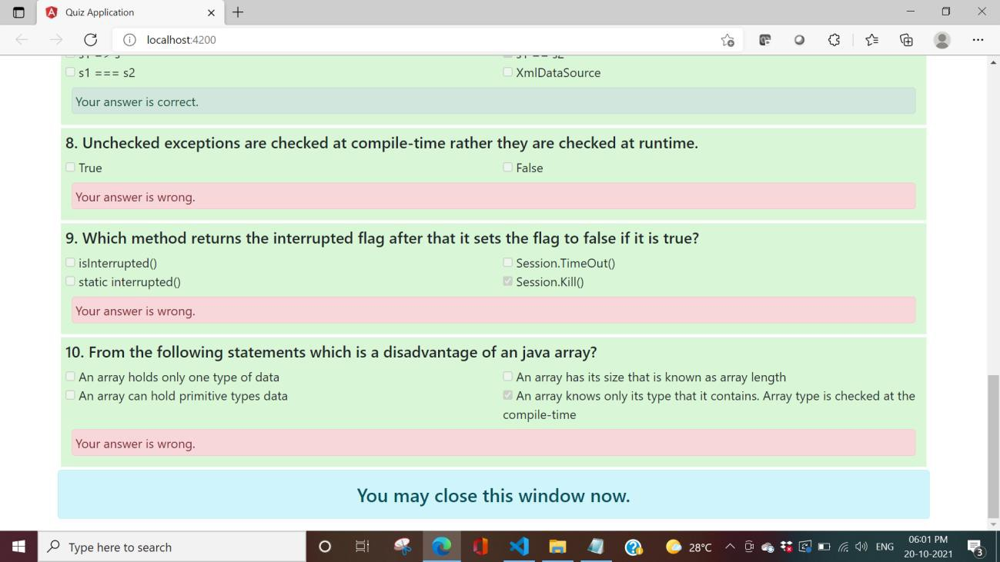 Quiz Application
localhost:4200
s1 === s2
XmlDataSource
Your answer is correct.
8. Unchecked exceptions are checked at compile-time rather they are checked at runtime.
True
False
Your answer is wrong.
9. Which method returns the interrupted flag after that it sets the flag to false if it is true?
isInterrupted()
Session.TimeOut()
static interrupted()
Session.Kill()
Your answer is wrong.
10. From the following statements which is a disadvantage of an java array?
An array holds only one type of data
An array has its size that is known as array length
An array can hold primitive types data
An array knows only its type that it contains. Array type is checked at the
compile-time
Your answer is wrong.
You may close this window now.
Type here to search
28°C
ENG
06:01 PM
20-10-2021
3